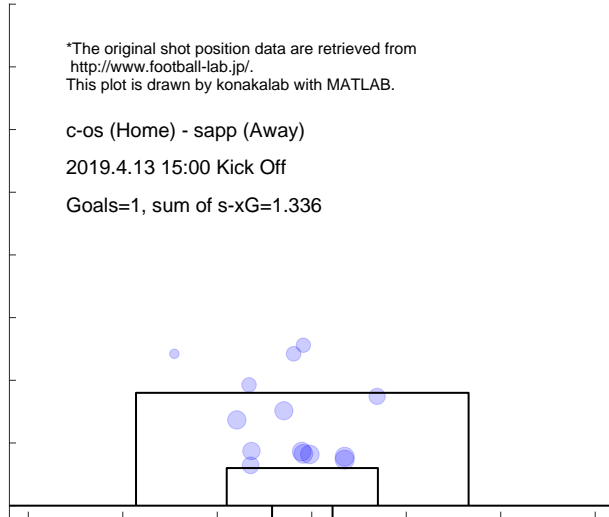 *The original shot position data are retrieved from
http://www.football-lab.jp/.
This plot is drawn by konakalab with MATLAB.
c-os (Home) - sapp (Away)
2019.4.13 15:00 Kick Off
Goals=1, sum of s-xG=1.336